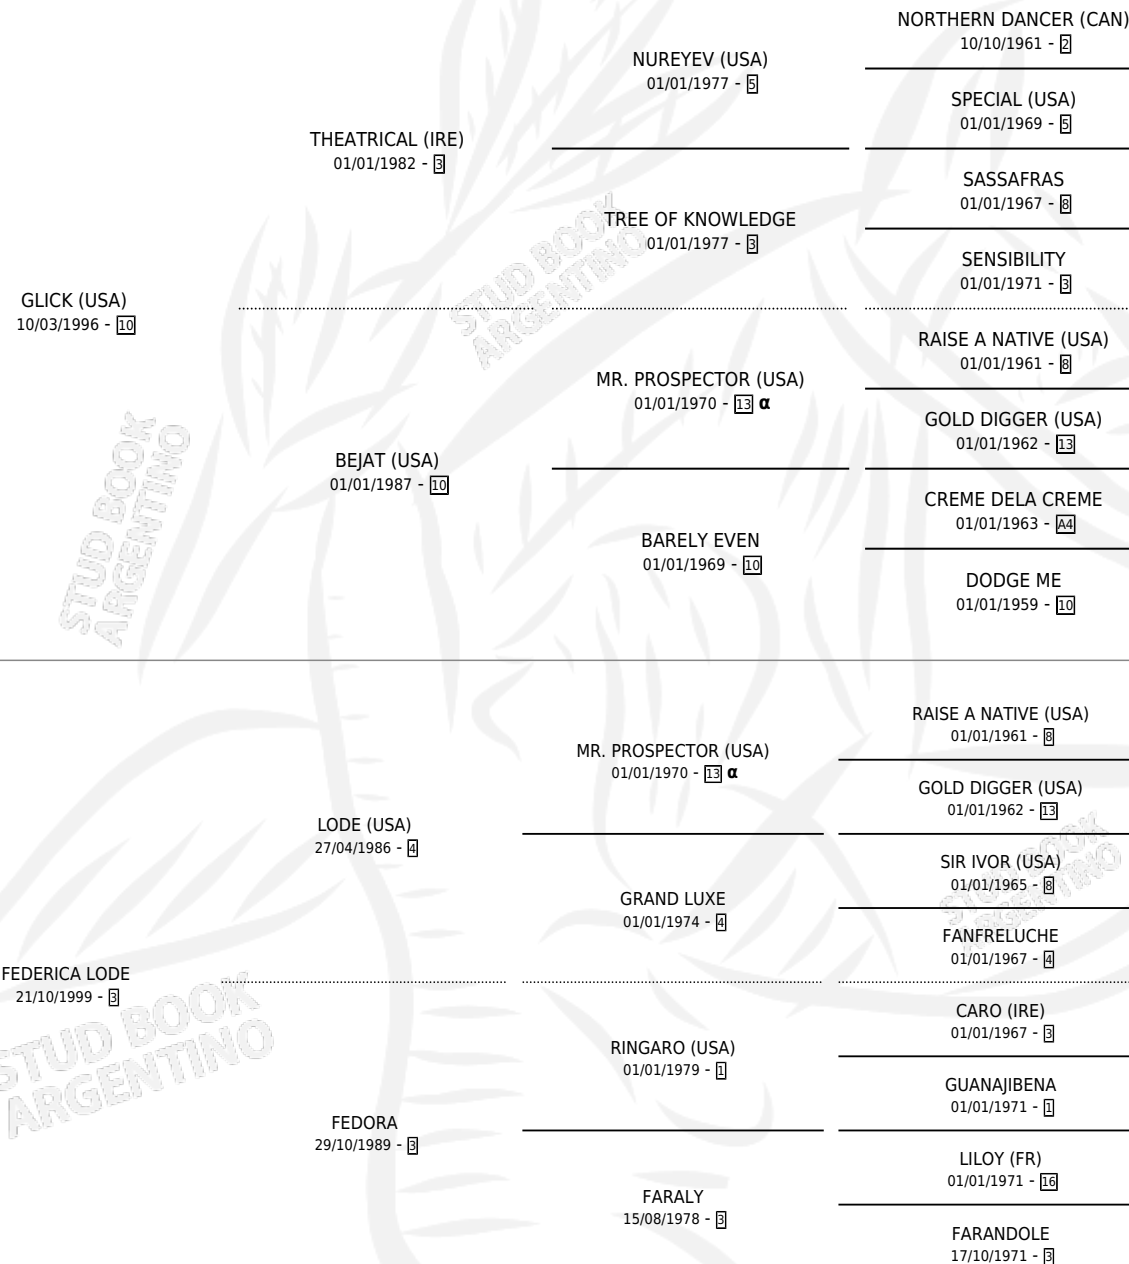 NORTHERN DANCER (CAN)
10/10/1961 - 2
NUREYEV (USA)
01/01/1977 - 5
SPECIAL (USA)
01/01/1969 - 5
THEATRICAL (IRE)
01/01/1982 - 3
SASSAFRAS
01/01/1967 - 8
TREE OF KNOWLEDGE
01/01/1977 - 3
SENSIBILITY
01/01/1971 - 3
GLICK (USA)
10/03/1996 - 10
RAISE A NATIVE (USA)
01/01/1961 - 8
MR. PROSPECTOR (USA)
01/01/1970 - 13 α
GOLD DIGGER (USA)
01/01/1962 - 13
BEJAT (USA)
01/01/1987 - 10
CREME DELA CREME
01/01/1963 - A4
BARELY EVEN
01/01/1969 - 10
DODGE ME
01/01/1959 - 10
RAISE A NATIVE (USA)
01/01/1961 - 8
MR. PROSPECTOR (USA)
01/01/1970 - 13 α
GOLD DIGGER (USA)
01/01/1962 - 13
LODE (USA)
27/04/1986 - 4
SIR IVOR (USA)
01/01/1965 - 8
GRAND LUXE
01/01/1974 - 4
FANFRELUCHE
01/01/1967 - 4
FEDERICA LODE
21/10/1999 - 3
CARO (IRE)
01/01/1967 - 3
RINGARO (USA)
01/01/1979 - 1
GUANAJIBENA
01/01/1971 - 1
FEDORA
29/10/1989 - 3
LILOY (FR)
01/01/1971 - 16
FARALY
15/08/1978 - 3
FARANDOLE
17/10/1971 - 3
STUD BOOK
ARGENTINO
STUD BOOK
ARGENTINO
STUD BOOK
ARGENTINO
STUD BOOK
ARGENTINO